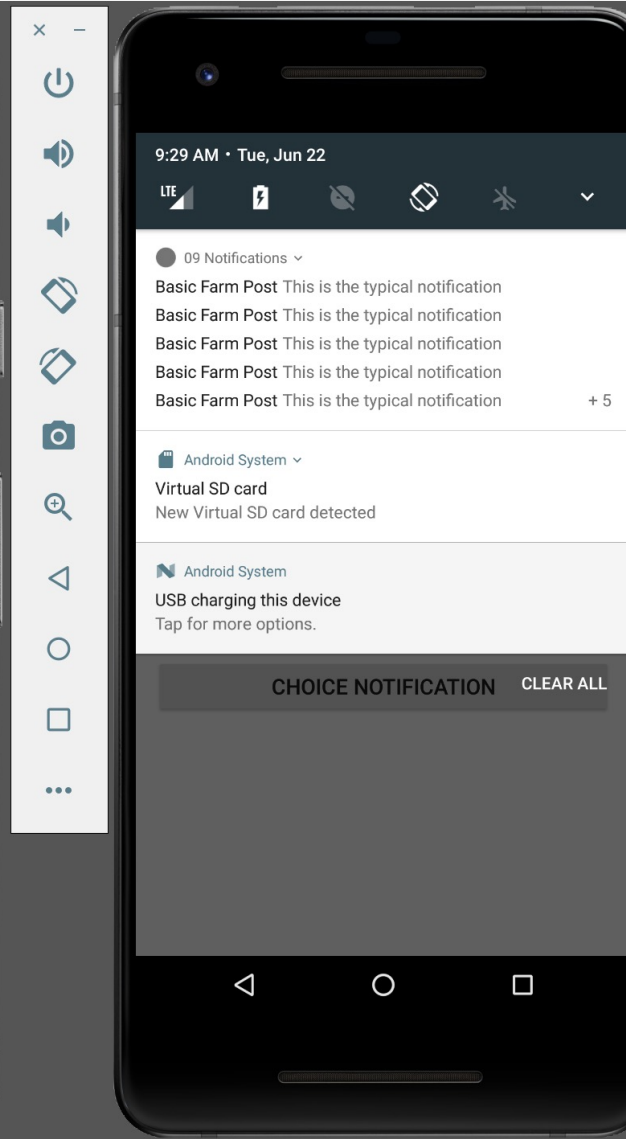 9:29 AM • Tue, Jun 22
LTE
09 Notifications
Basic Farm Post This is the typical notification
Basic Farm Post This is the typical notification
Basic Farm Post This is the typical notification
Basic Farm Post This is the typical notification
Basic Farm Post This is the typical notification + 5
Android System
Virtual SD card
New Virtual SD card detected
Android System
USB charging this device
Tap for more options.
CHOICE NOTIFICATION CLEAR ALL